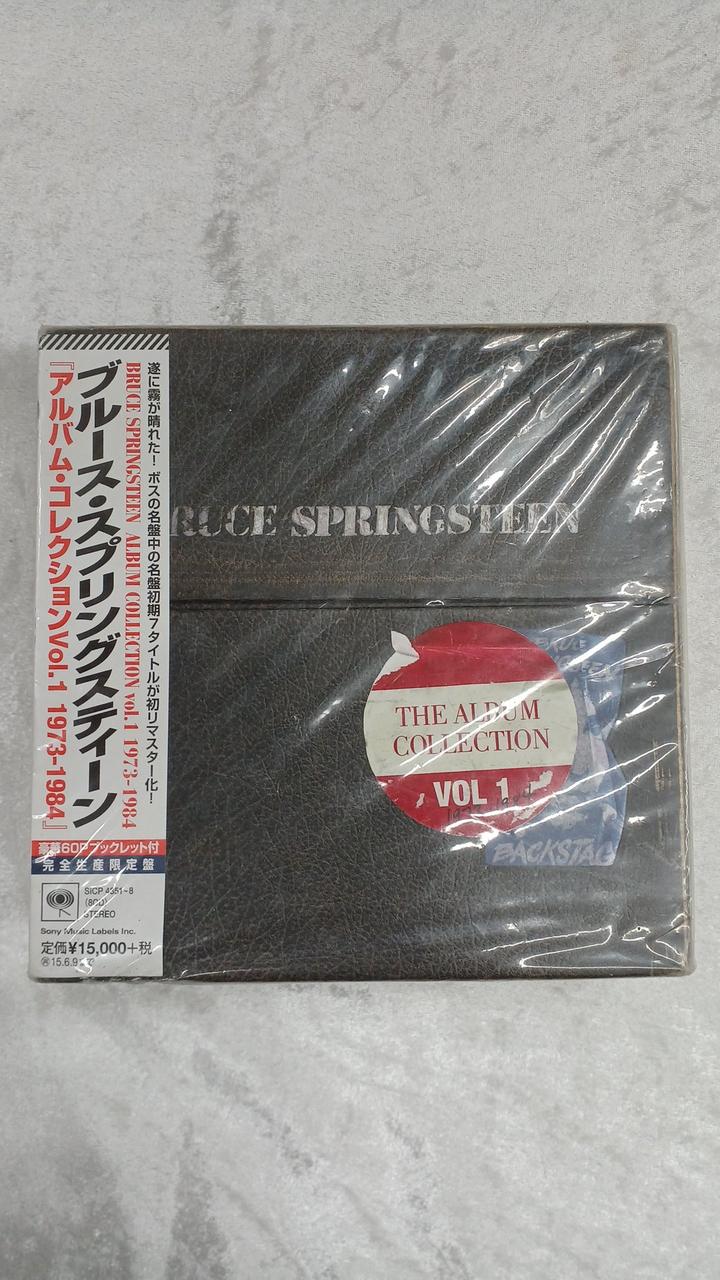 遂に霧が晴れた！ ボスの名盤中の名盤初期7タイトルが初リマスター化！
BRUCE SPRINGSTEEN ALBUM COLLECTION vol.1 1973-1984
ブルース・スプリングスティーン
『アルバム・コレクションVol.1 1973-1984』
豪華60Pブックレット付
完全生産限定盤
SICP 4351~8
(8CD)
STEREO
Sony Music Labels Inc.
定価¥15,000+税
RUCE SPRINGSTEEN
THE ALBUM
COLLECTION
VOL 1
BRUCE
BACKSTAG